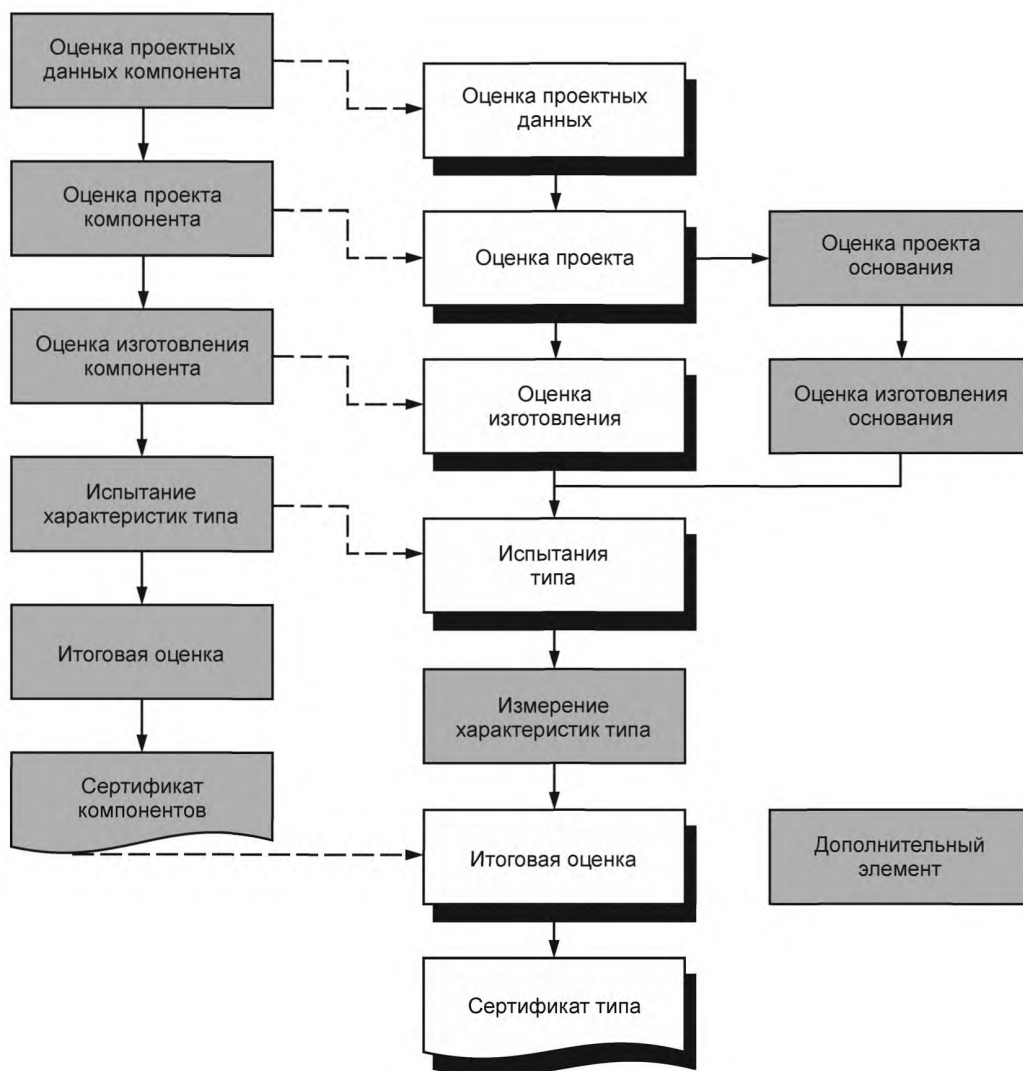 Оценка проектных
данных компонента
Оценка проекта
компонента
Оценка изготовления
компонента
Испытание
характеристик типа
Итоговая оценка
Сертификат
компонентов
Оценка проектных
данных
Оценка проекта
Оценка
изготовления
Испытания
типа
Измерение
характеристик типа
Итоговая оценка
Сертификат типа
Оценка проекта
основания
Оценка изготовления
основания
Дополнительный
элемент